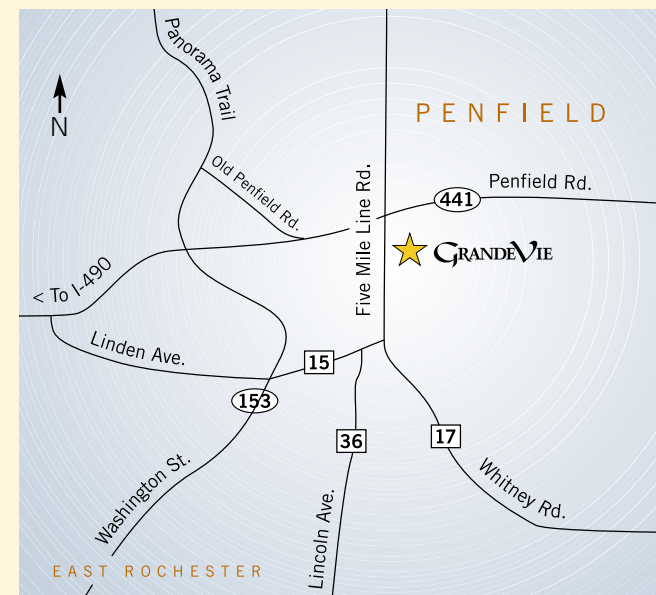 Panorama Trail
N
PENFIELD
Old Penfield Rd.
Penfield Rd.
441
Five Mile Line Rd.
GRANDEVIE
< To I-490
Linden Ave.
15
153
36
17
Washington St.
Whitney Rd.
Lincoln Ave.
EAST ROCHESTER